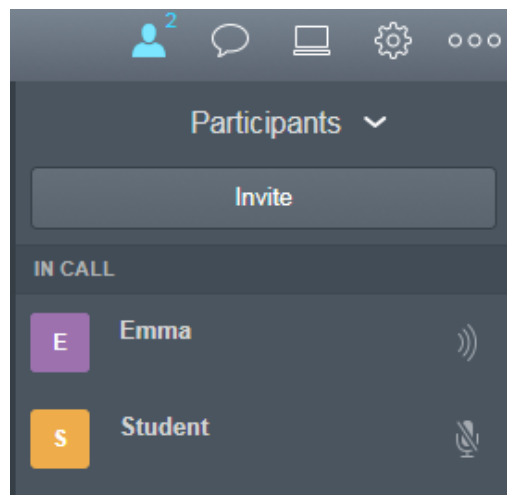 2
Participants
Invite
IN CALL
E
Emma
S
Student